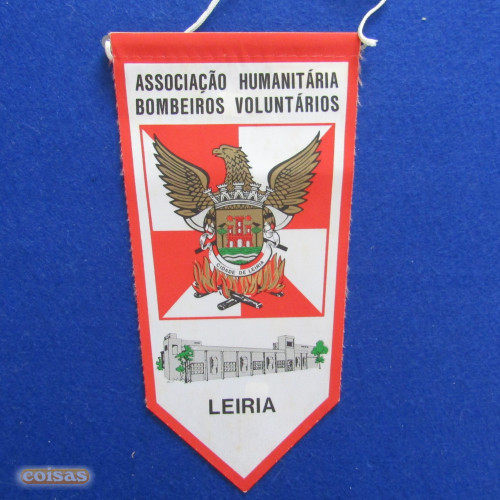 ASSOCIAÇÃO HUMANITÁRIA
BOMBEIROS VOLUNTÁRIOS
CIDADE DE LEIRIA
LEIRIA
coisas